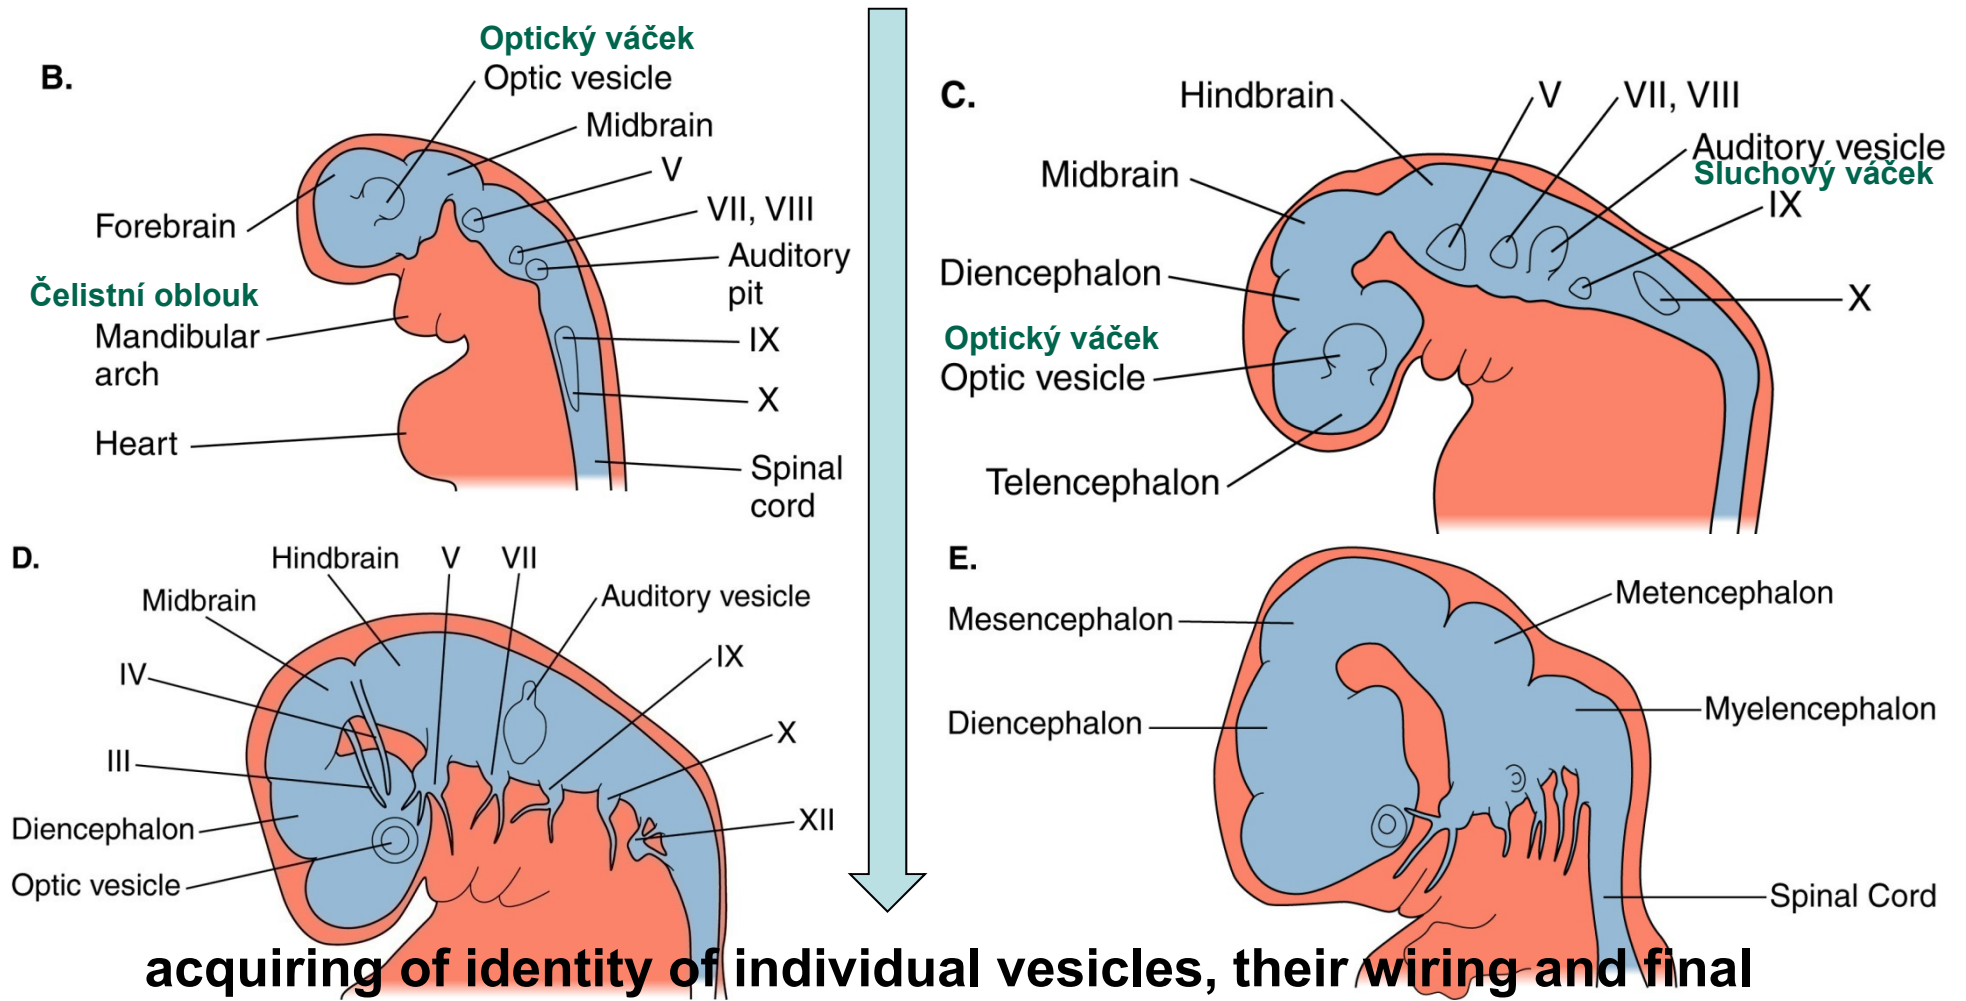 B.
Optický váček
Optic vesicle
Midbrain
V
VII, VIII
Forebrain
Auditory
pit
Čelistní oblouk
Mandibular
arch
IX
X
Heart
Spinal
cord
C.
Hindbrain
V
VII, VIII
Auditory vesicle
Sluchový váček
Midbrain
IX
Diencephalon
X
Optický váček
Optic vesicle
Telencephalon
D.
Hindbrain
V
VII
Midbrain
Auditory vesicle
IV
IX
III
X
Diencephalon
XII
Optic vesicle
E.
Mesencephalon
Metencephalon
Diencephalon
Myelencephalon
Spinal Cord
acquiring of identity of individual vesicles, their wiring and final